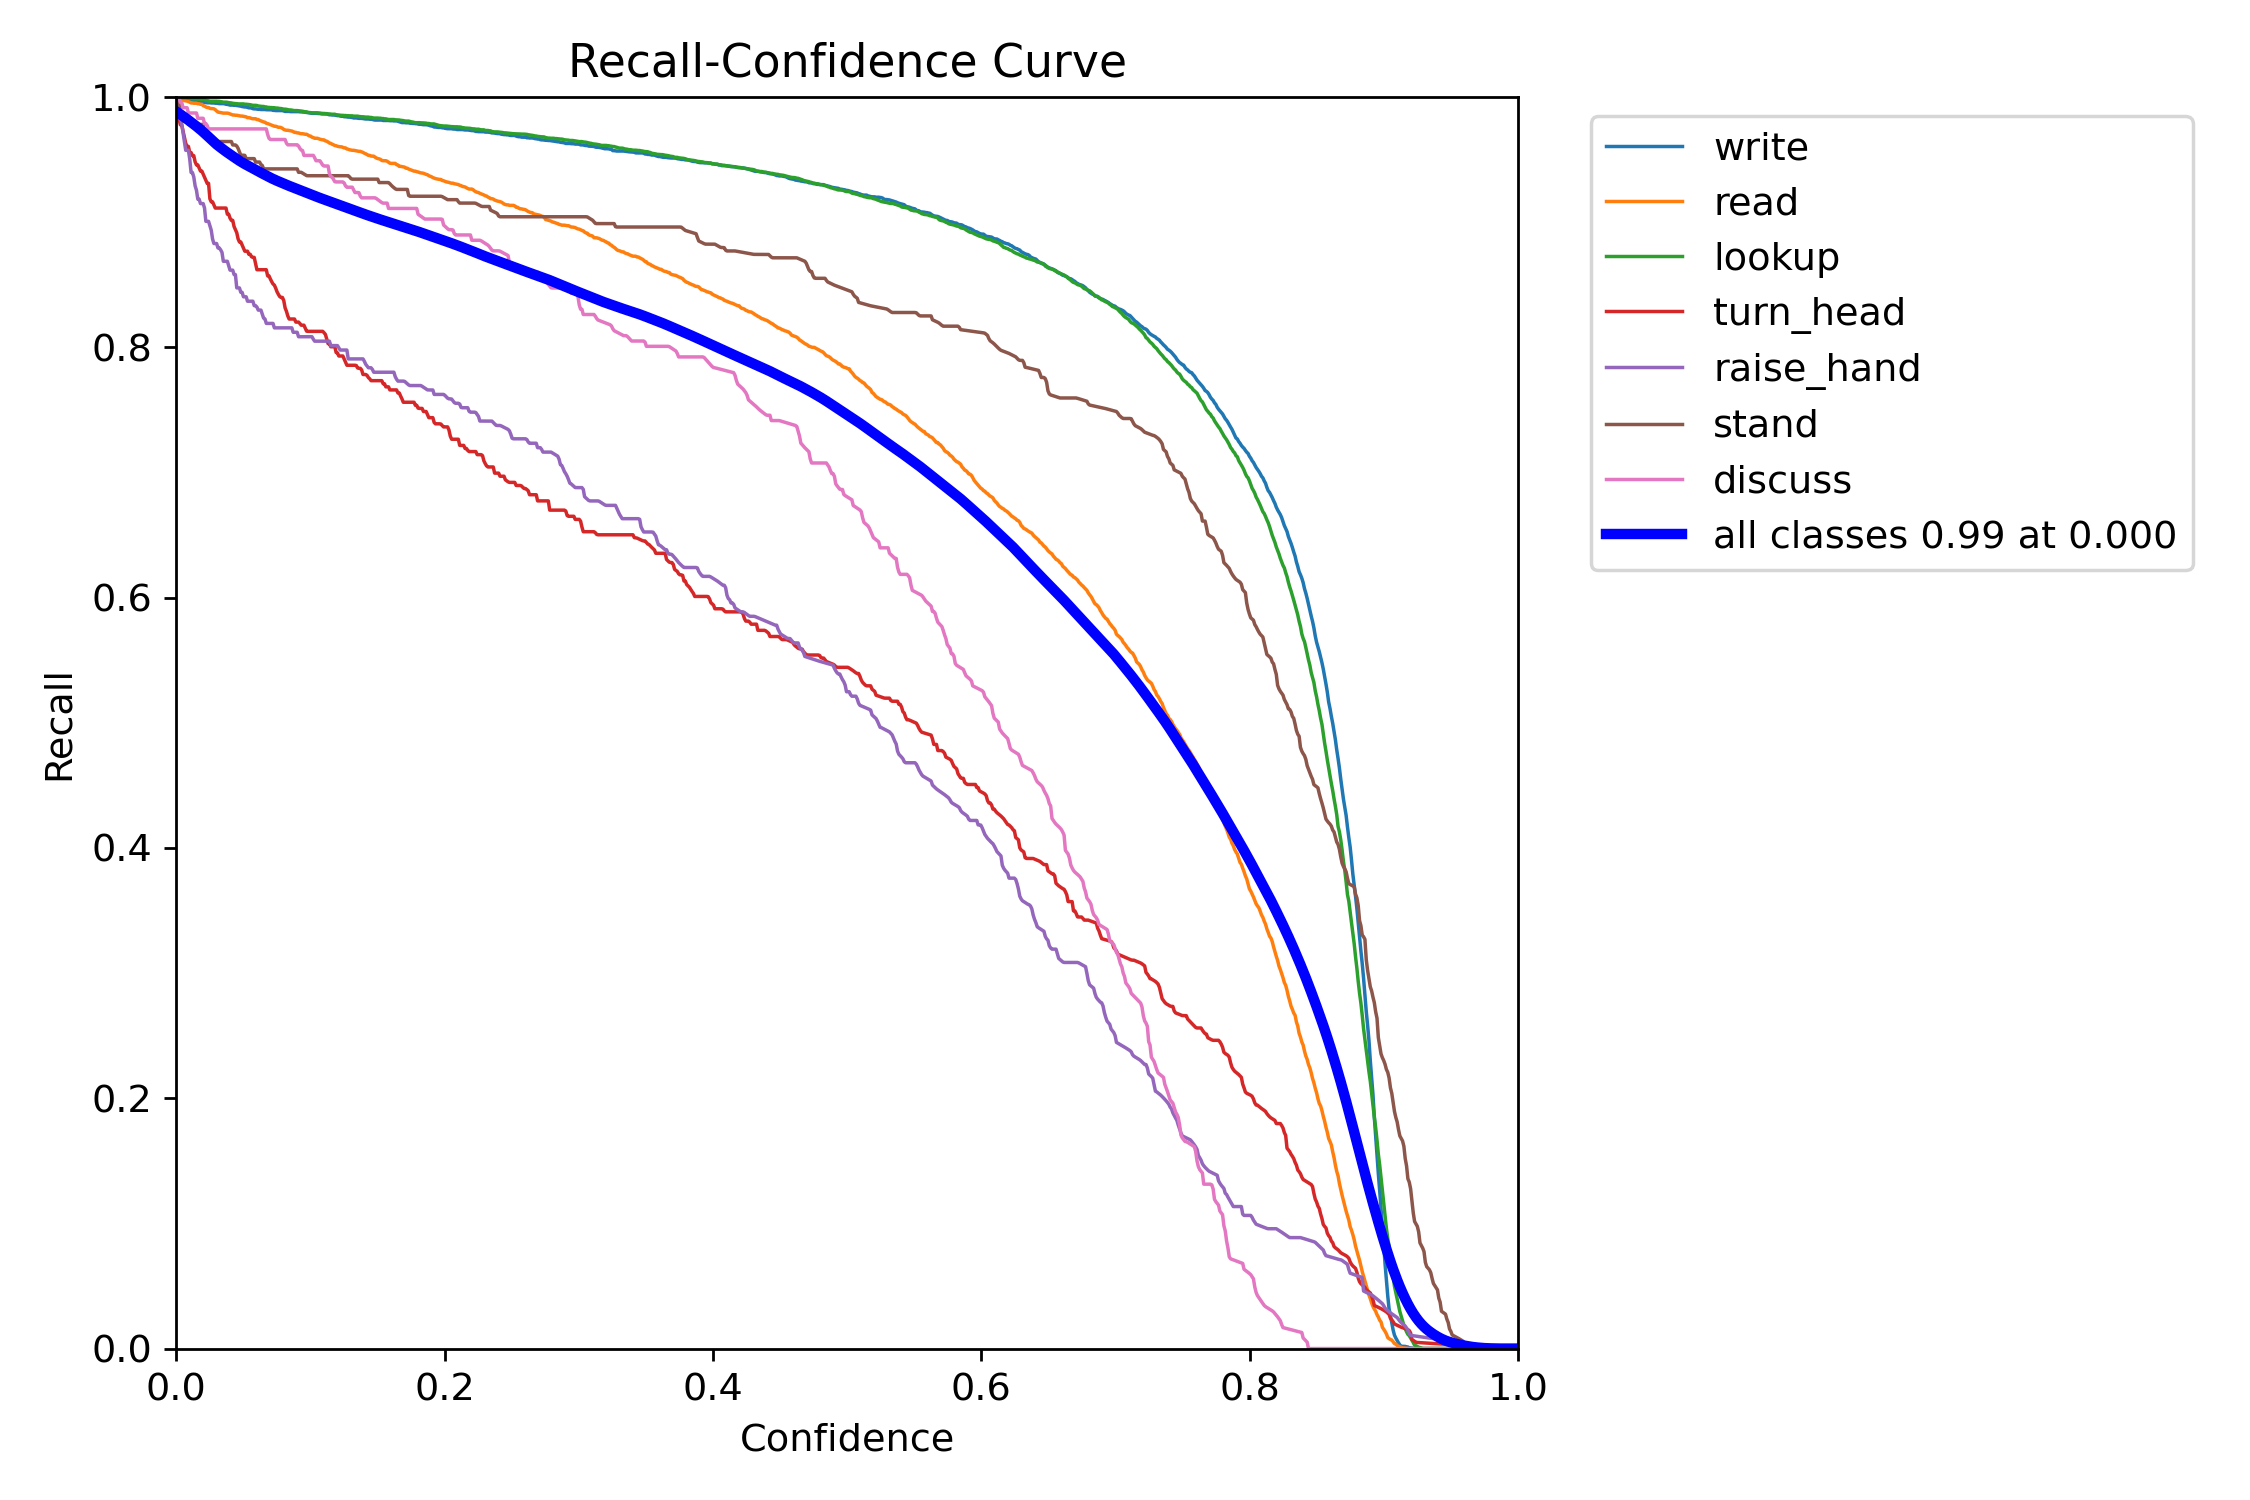 Recall-Confidence Curve
1.0
0.8
0.6
0.4
0.2
0.0
Recall
0.0 0.2 0.4 0.6 0.8 1.0
Confidence
write
read
lookup
turn_head
raise_hand
stand
discuss
all classes 0.99 at 0.000